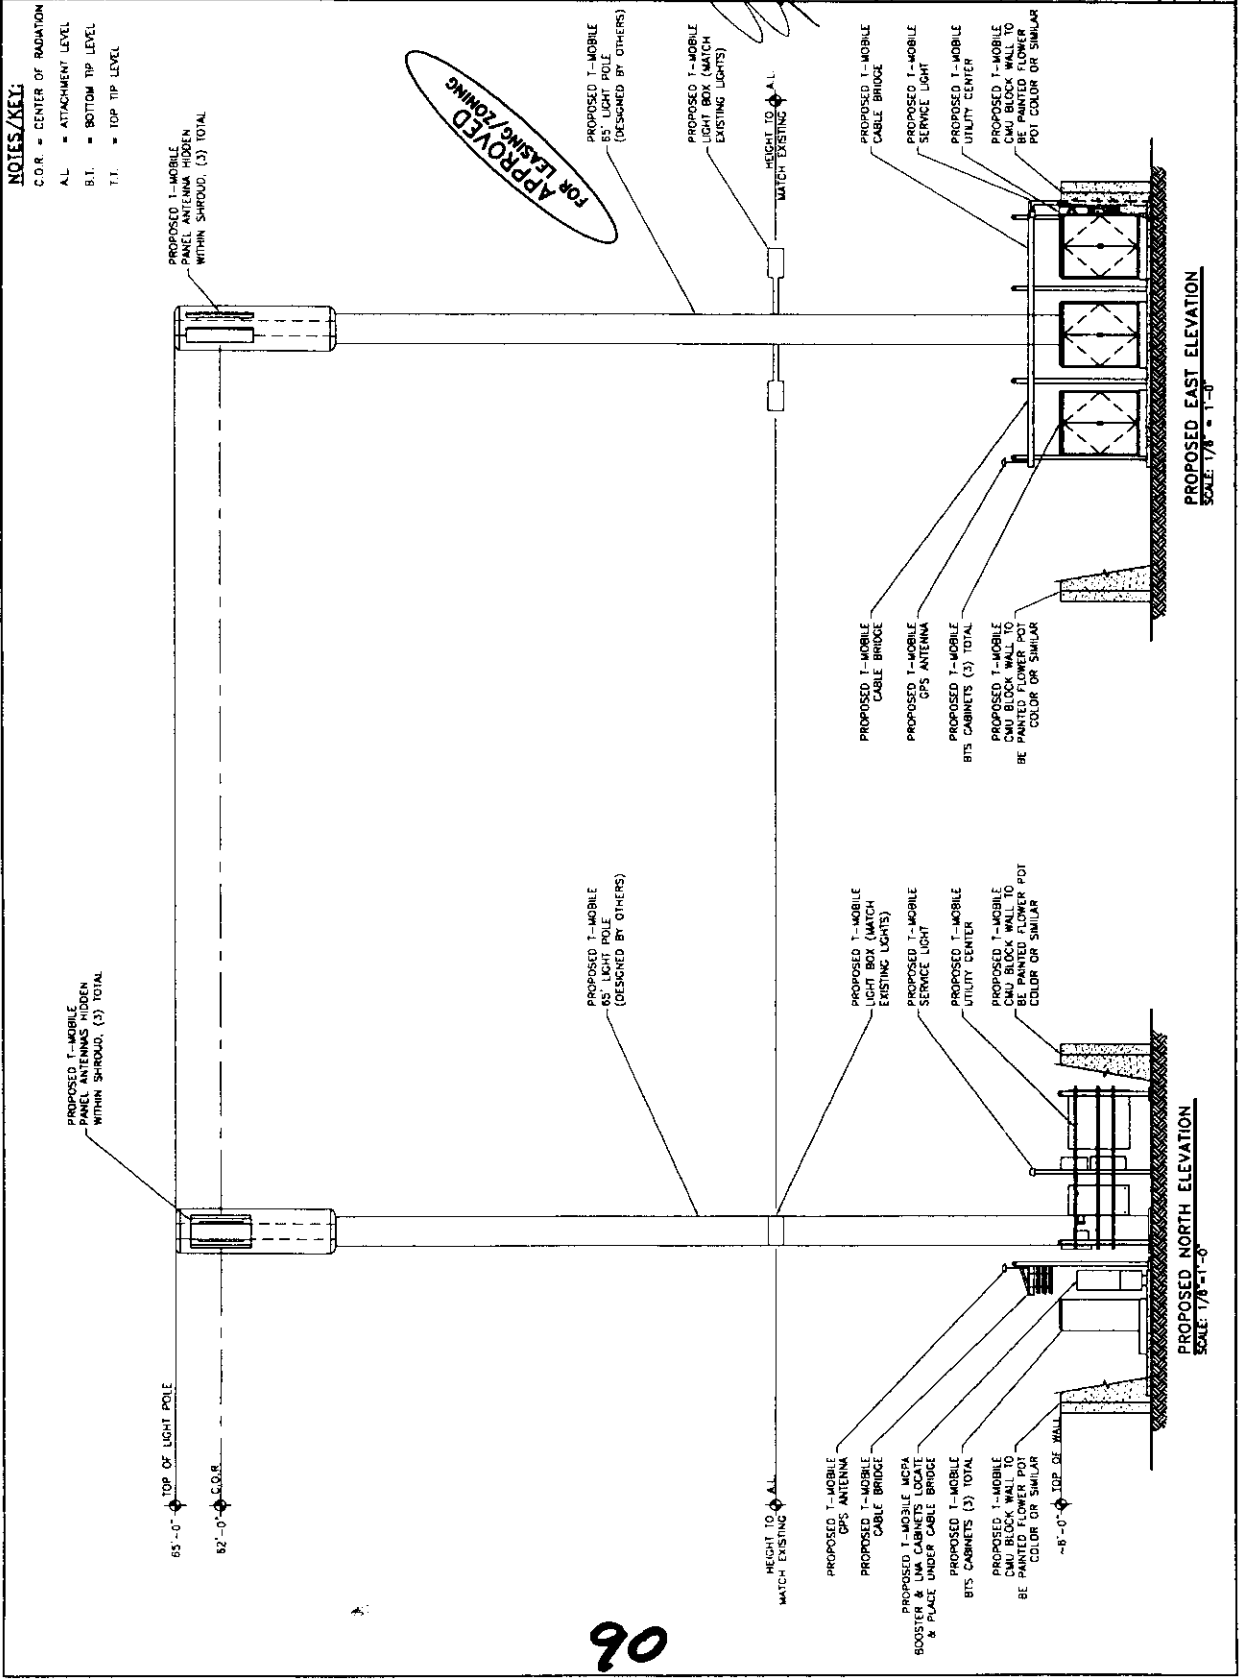 NOTES/KEY:
C.O.R. = CENTER OF RADIATION
A.L = ATTACHMENT LEVEL
B.T. = BOTTOM TIP LEVEL
T.T. = TOP TIP LEVEL
PROPOSED T-MOBILE
PANEL ANTENNAS HIDDEN
WITHIN SHROUD, (3) TOTAL
PROPOSED T-MOBILE
PANEL ANTENNA HIDDEN
WITHIN SHROUD, (3) TOTAL
65'-0" TOP OF LIGHT POLE
62'-0" C.O.R
APPROVED
FOR LEASING/ZONING
PROPOSED T-MOBILE
65' LIGHT POLE
(DESIGNED BY OTHERS)
PROPOSED T-MOBILE
65' LIGHT POLE
(DESIGNED BY OTHERS)
PROPOSED T-MOBILE
LIGHT BOX (MATCH
EXISTING LIGHTS)
HEIGHT TO A.L.
MATCH EXISTING
HEIGHT TO A.L.
MATCH EXISTING
PROPOSED T-MOBILE
GPS ANTENNA
PROPOSED T-MOBILE
CABLE BRIDGE
PROPOSED T-MOBILE MCPA
BOOSTER & LNA CABINETS LOCATE
& PLACE UNDER CABLE BRIDGE
PROPOSED T-MOBILE
BTS CABINETS (3) TOTAL
PROPOSED T-MOBILE
CMU BLOCK WALL TO
BE PAINTED FLOWER POT
COLOR OR SIMILAR
~8'-0" TOP OF WALL
PROPOSED T-MOBILE
LIGHT BOX (MATCH
EXISTING LIGHTS)
PROPOSED T-MOBILE
SERVICE LIGHT
PROPOSED T-MOBILE
UTILITY CENTER
PROPOSED T-MOBILE
CMU BLOCK WALL TO
BE PAINTED FLOWER POT
COLOR OR SIMILAR
PROPOSED NORTH ELEVATION
SCALE: 1/8"=1'-0"
PROPOSED T-MOBILE
CABLE BRIDGE
PROPOSED T-MOBILE
GPS ANTENNA
PROPOSED T-MOBILE
BTS CABINETS (3) TOTAL
PROPOSED T-MOBILE
CMU BLOCK WALL TO
BE PAINTED FLOWER POT
COLOR OR SIMILAR
PROPOSED T-MOBILE
CABLE BRIDGE
PROPOSED T-MOBILE
SERVICE LIGHT
PROPOSED T-MOBILE
UTILITY CENTER
PROPOSED T-MOBILE
CMU BLOCK WALL TO
BE PAINTED FLOWER
POT COLOR OR SIMILAR
PROPOSED EAST ELEVATION
SCALE: 1/8" = 1'-0"
90